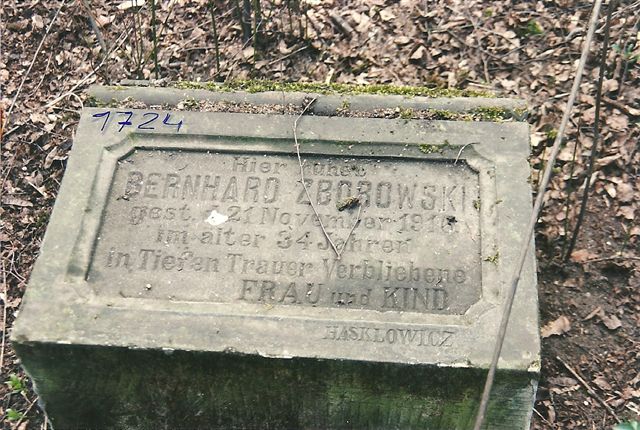 1724
Hier ruhet
BERNHARD ZBOROWSKI
gest. 21 November
im alter 34 Jahren
in Tiefen Trauer Verbliebene
FRAU und KIND
HASKLOWICZ